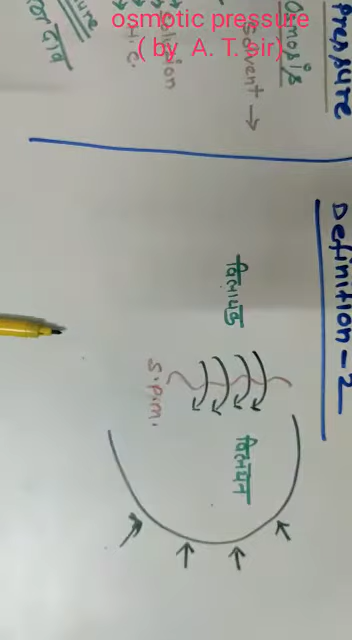 osmotic pressure
( by A. T. sir)
pressure
Osmosis
solvent →
H.C.
Definition-2
विलायक
S.P.M.
विलयन